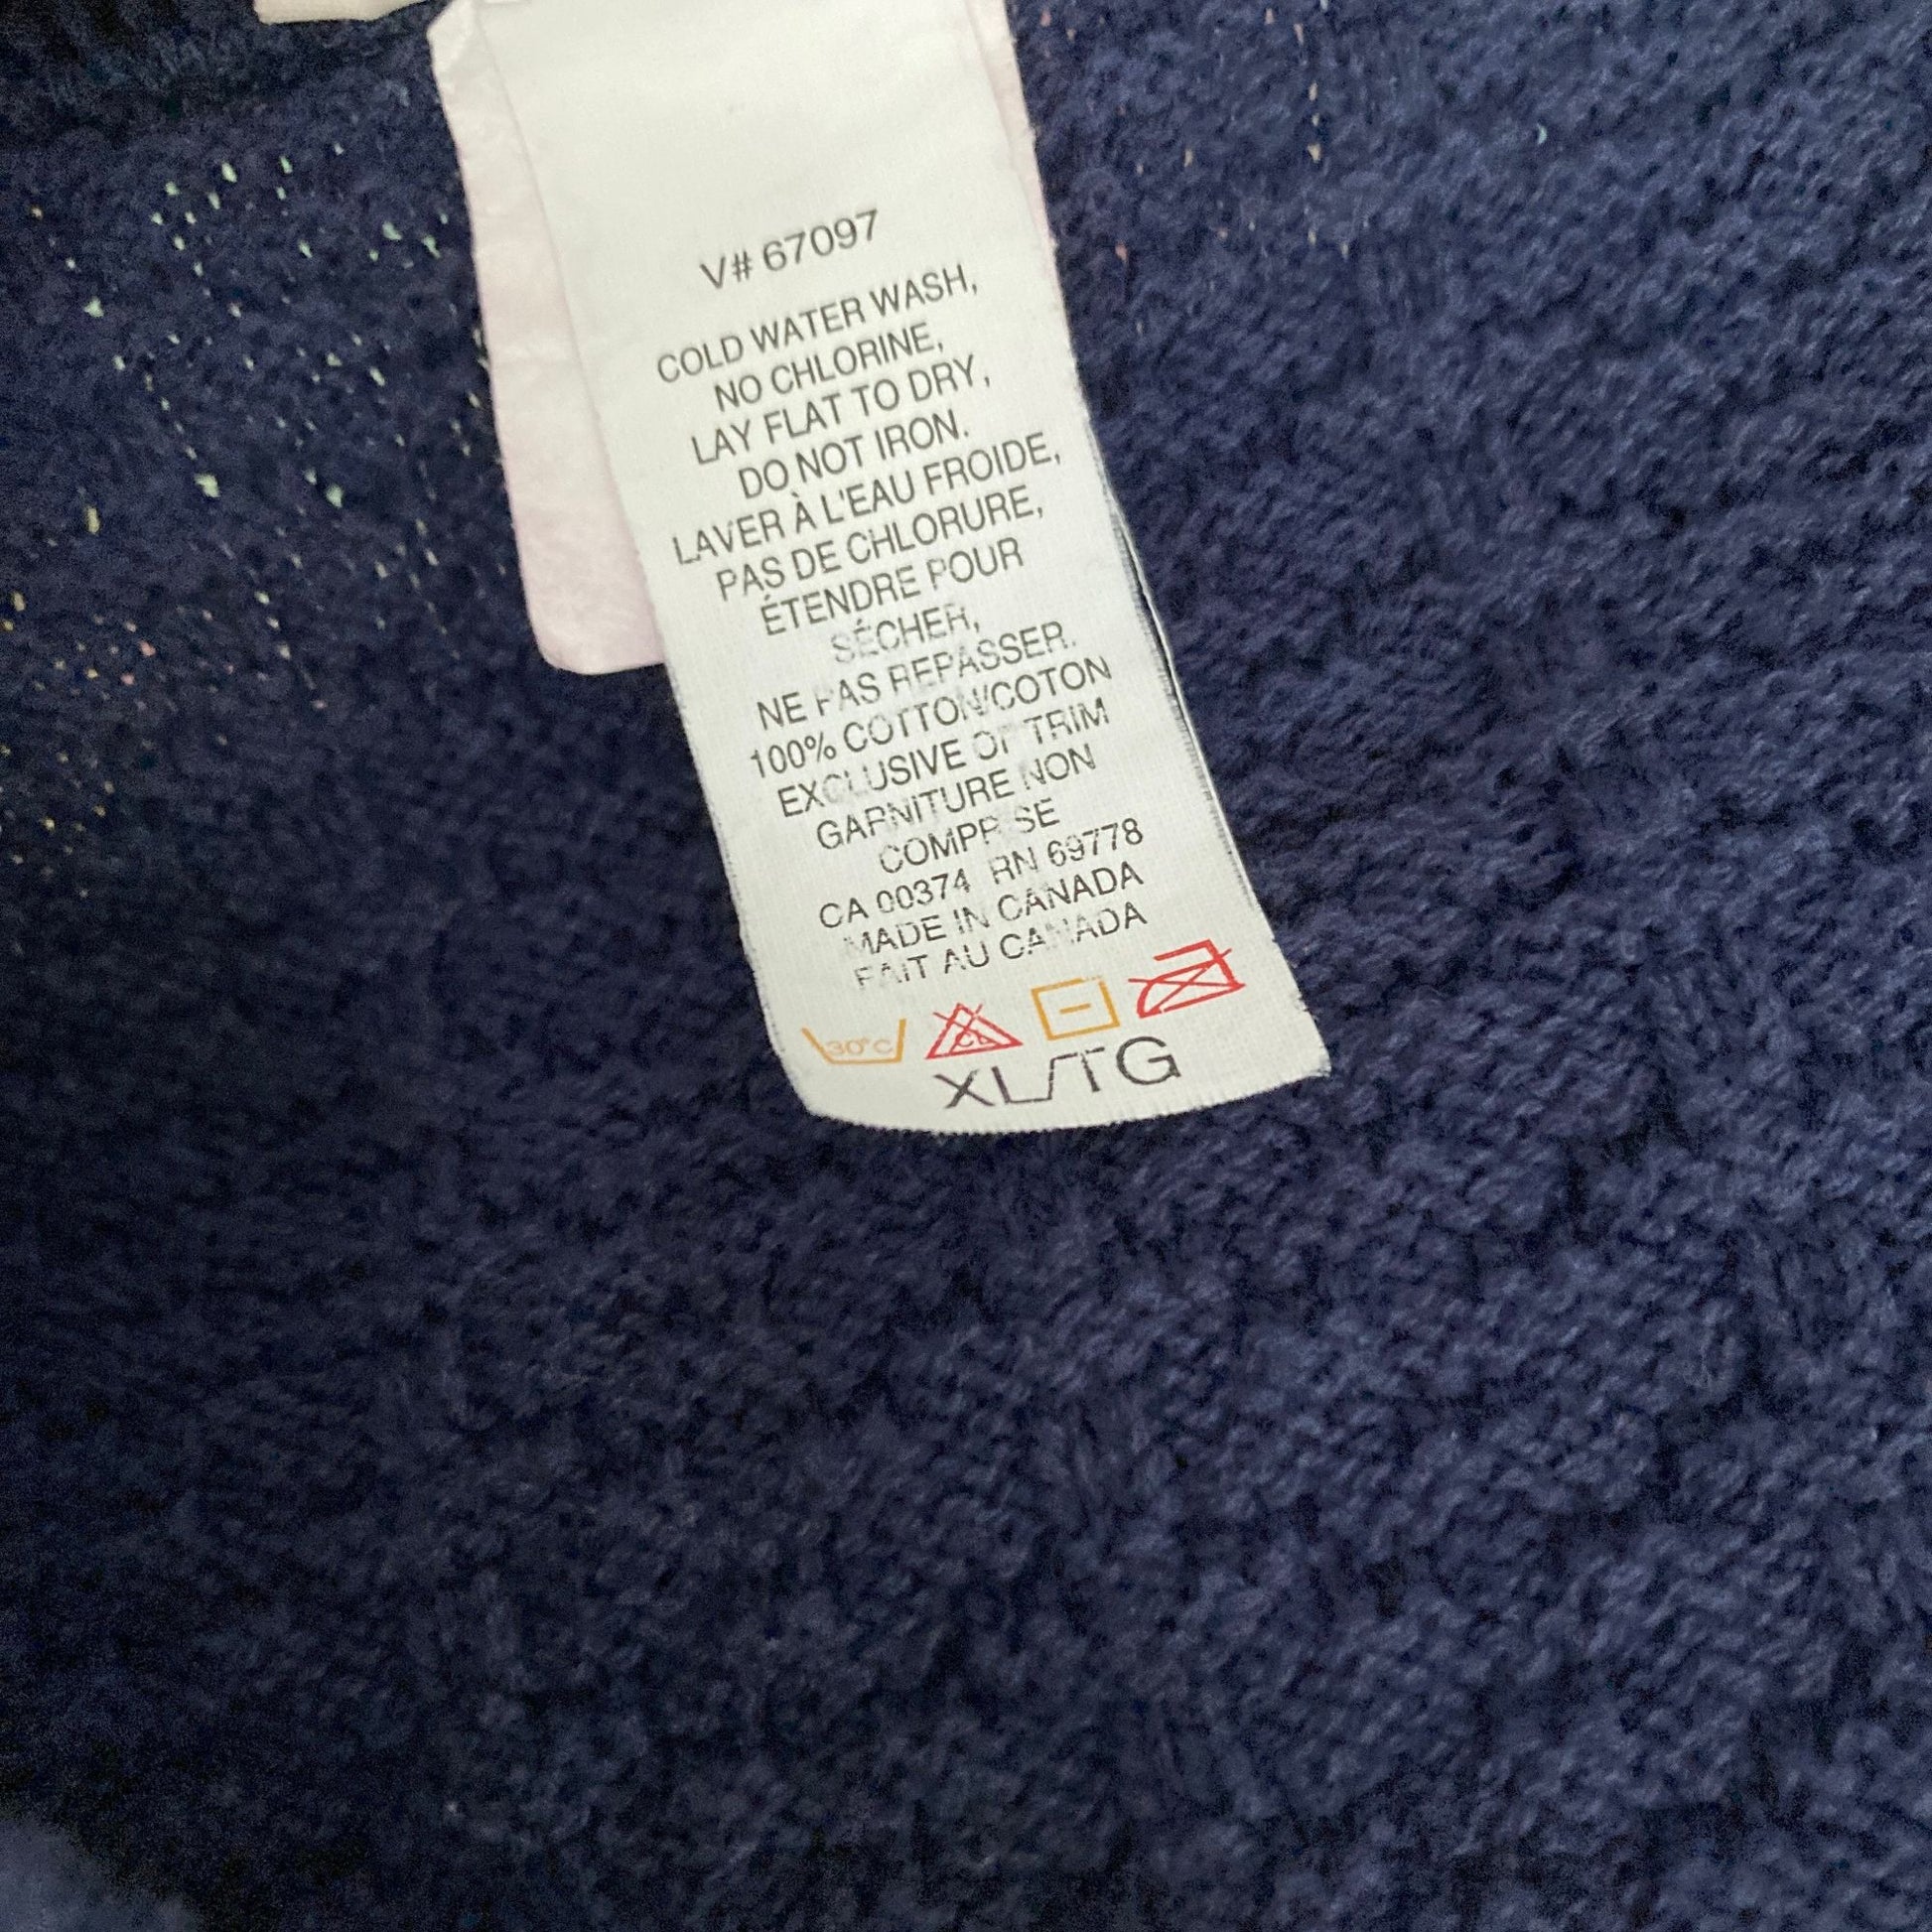 V# 67097
COLD WATER WASH,
NO CHLORINE,
LAY FLAT TO DRY,
DO NOT IRON.
LAVER À L'EAU FROIDE,
PAS DE CHLORURE,
ÉTENDRE POUR
SÉCHER,
NE PAS REPASSER.
100% COTTON/COTON
EXCLUSIVE OF TRIM
GARNITURE NON
COMPRISE
CA 00374 RN 69778
MADE IN CANADA
FAIT AU CANADA
30°C CL
XL/TG